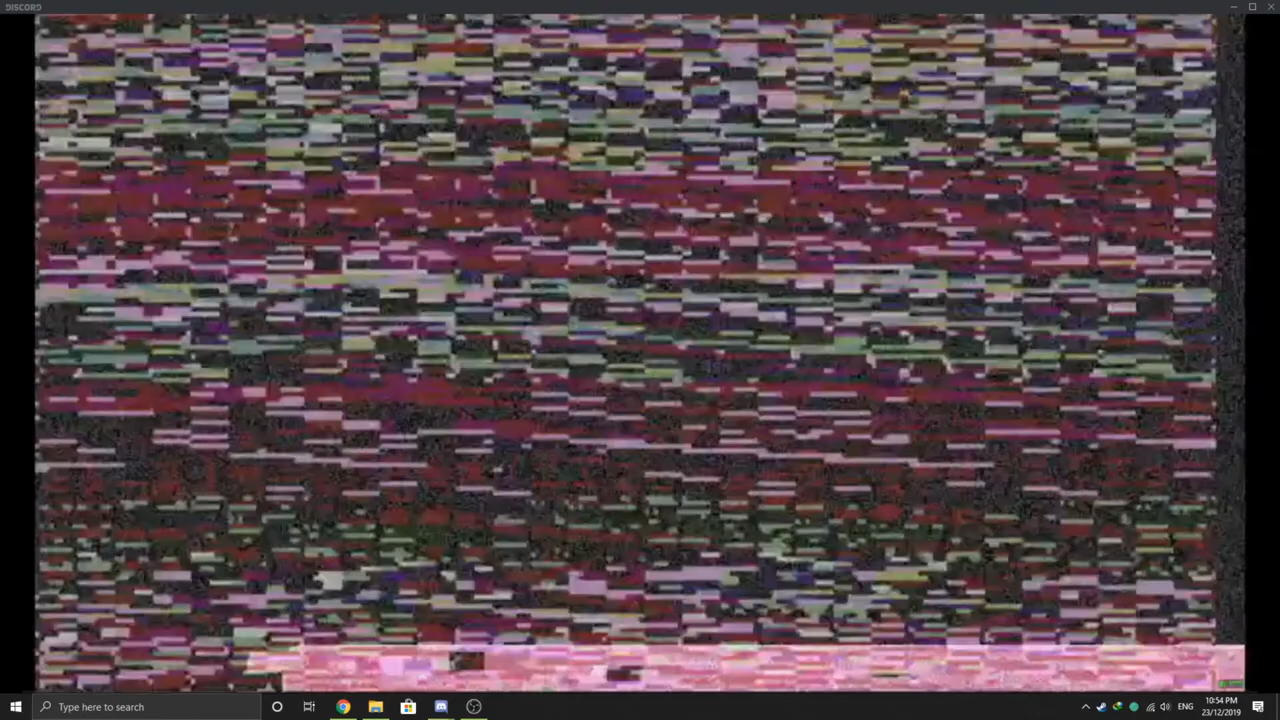 DISCORD
Type here to search
ENG
10:54 PM
23/12/2019